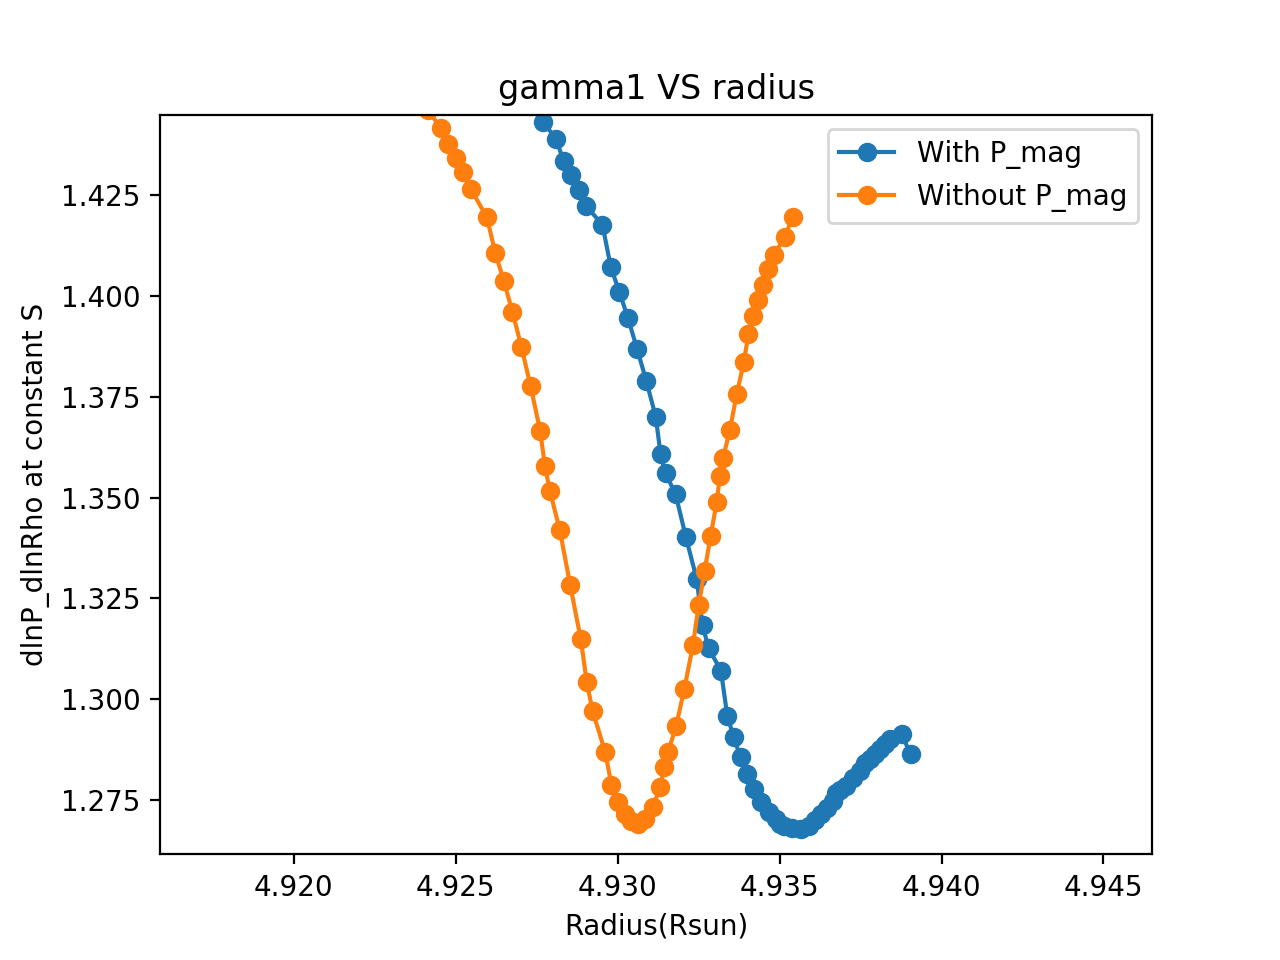 gamma1 VS radius
With P_mag
Without P_mag
dlnP_dlnRho at constant S
1.425
1.400
1.375
1.350
1.325
1.300
1.275
4.920 4.925 4.930 4.935 4.940 4.945
Radius(Rsun)